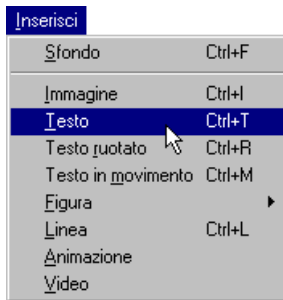 Inserisci
Sfondo Ctrl+F
Immagine Ctrl+I
Testo Ctrl+T
Testo ruotato Ctrl+R
Testo in movimento Ctrl+M
Figura
Linea Ctrl+L
Animazione
Video